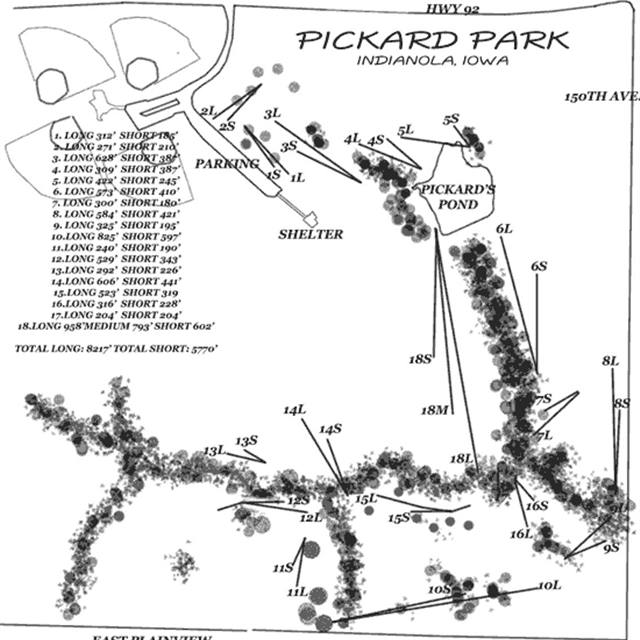 HWY 92
PICKARD PARK
INDIANOLA, IOWA
150TH AVE.
2L
2S
3L
3S
4L
4S
5L
5S
1. LONG 312' SHORT 185'
2. LONG 271' SHORT 210'
3. LONG 628' SHORT 385'
4. LONG 309' SHORT 387'
5. LONG 422' SHORT 245'
6. LONG 573' SHORT 410'
7. LONG 300' SHORT 180'
8. LONG 584' SHORT 421'
9. LONG 325' SHORT 195'
10. LONG 825' SHORT 597'
11. LONG 240' SHORT 190'
12. LONG 529' SHORT 343'
13. LONG 292' SHORT 226'
14. LONG 606' SHORT 441'
15. LONG 523' SHORT 319
16. LONG 316' SHORT 228'
17. LONG 204' SHORT 204'
18. LONG 958' MEDIUM 793' SHORT 602'
TOTAL LONG: 8217' TOTAL SHORT: 5770'
PARKING
1S
1L
PICKARD'S
POND
SHELTER
6L
6S
18S
8L
7S
8S
18M
14L
14S
7L
13L
13S
18L
12S
15L
16S
9L
12L
15S
16L
9S
11S
11L
10S
10L
EAST PLAINVIEW